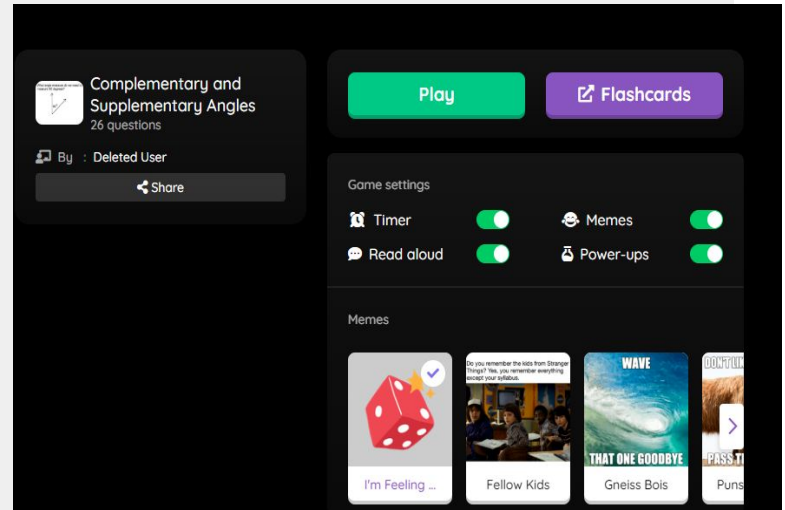 Complementary and
Supplementary Angles
26 questions
By : Deleted User
Share
Play
Flashcards
Game settings
Timer
Memes
Read aloud
Power-ups
Memes
Do you remember the kids from Stranger
Things? Yes, you remember everything
except your syllabus.
WAVE
THAT ONE GOODBYE
PASS
I'm Feeling ...
Fellow Kids
Gneiss Bois
Puns